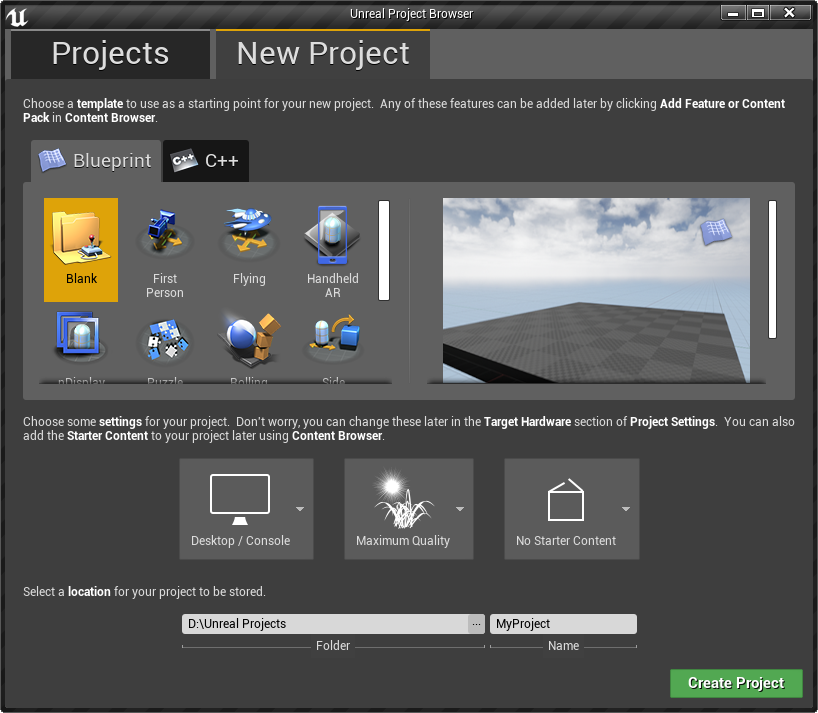 Unreal Project Browser
Projects
New Project
Choose a template to use as a starting point for your new project. Any of these features can be added later by clicking Add Feature or Content
Pack in Content Browser.
Blueprint
C++
C++
Blank
First
Person
Flying
Handheld
AR
nDisplay
Puzzle
Rolling
Side
Choose some settings for your project. Don't worry, you can change these later in the Target Hardware section of Project Settings. You can also
add the Starter Content to your project later using Content Browser.
Desktop / Console
Maximum Quality
No Starter Content
Select a location for your project to be stored.
D:\Unreal Projects
...
MyProject
Folder
Name
Create Project